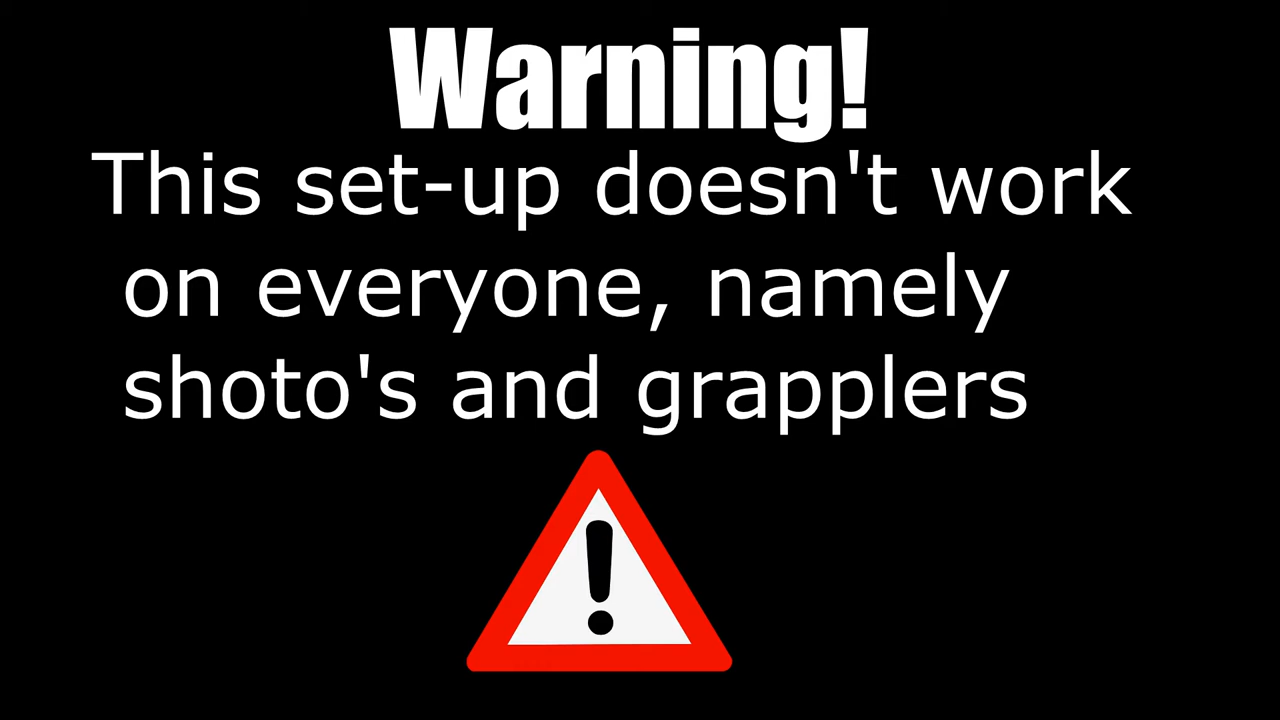 Warning!
This set-up doesn't work
on everyone, namely
shoto's and grapplers